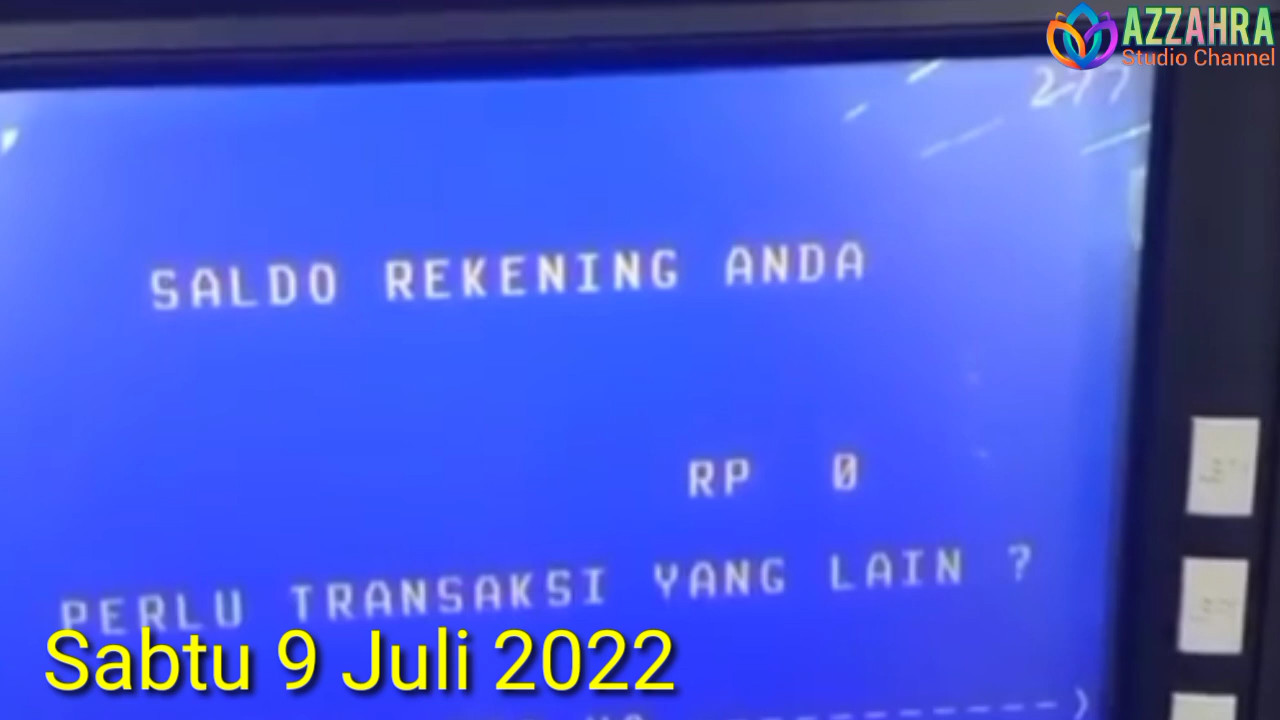 AZZAHRA
Studio Channel
SALDO REKENING ANDA
RP 0
PERLU TRANSAKSI YANG LAIN ?
Sabtu 9 Juli 2022